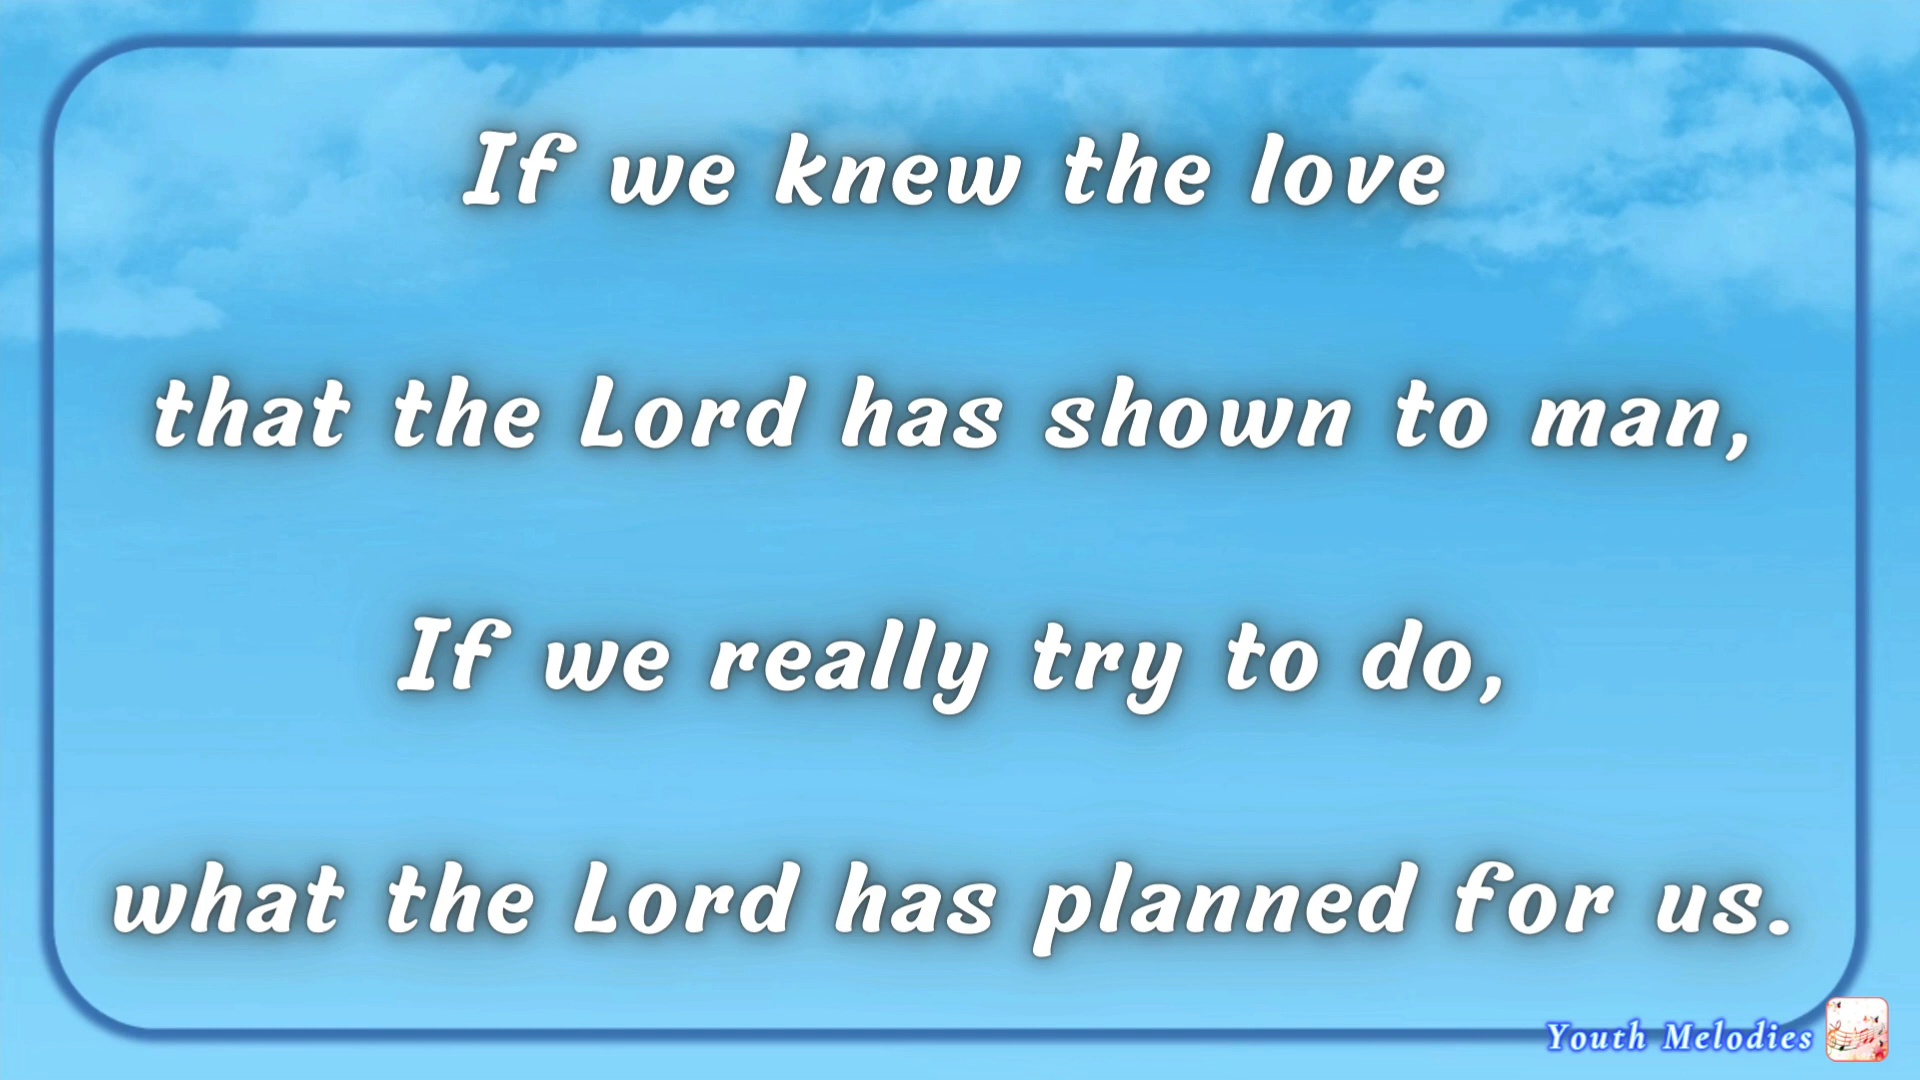 If we knew the love
that the Lord has shown to man,
If we really try to do,
what the Lord has planned for us.
Youth Melodies